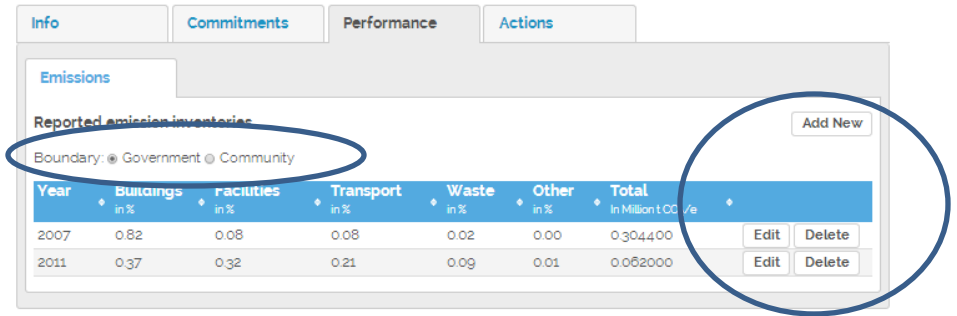 Info Commitments Performance Actions
Emissions
Reported emission inventories
Add New
Boundary: Government Community
Year Buildings Facilities Transport Waste Other Total
in % in % in % in % in % In Million t CO /e
2007 0.82 0.08 0.08 0.02 0.00 0.304400 Edit Delete
2011 0.37 0.32 0.21 0.09 0.01 0.062000 Edit Delete